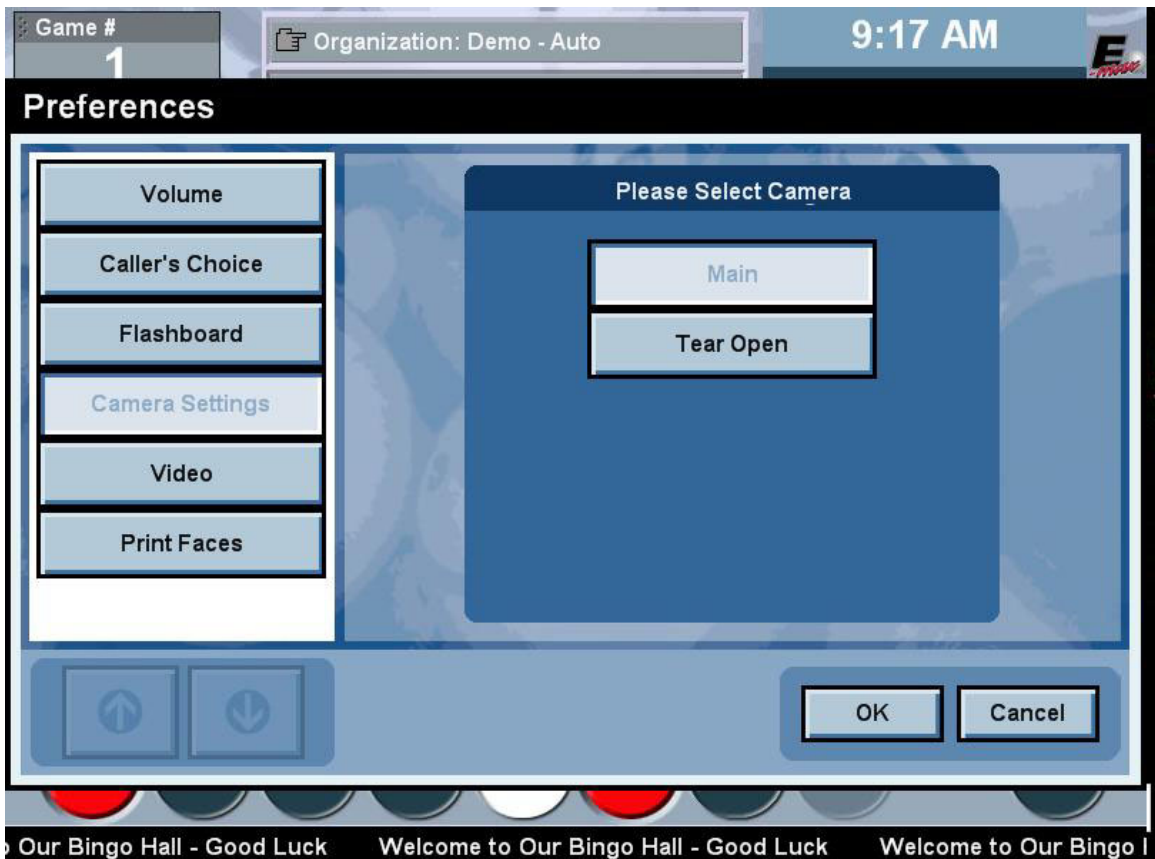 Game #
1
Organization: Demo - Auto
9:17 AM
E
-max
Preferences
Volume
Caller's Choice
Flashboard
Camera Settings
Video
Print Faces
Please Select Camera
Main
Tear Open
OK
Cancel
Our Bingo Hall - Good Luck Welcome to Our Bingo Hall - Good Luck Welcome to Our Bingo